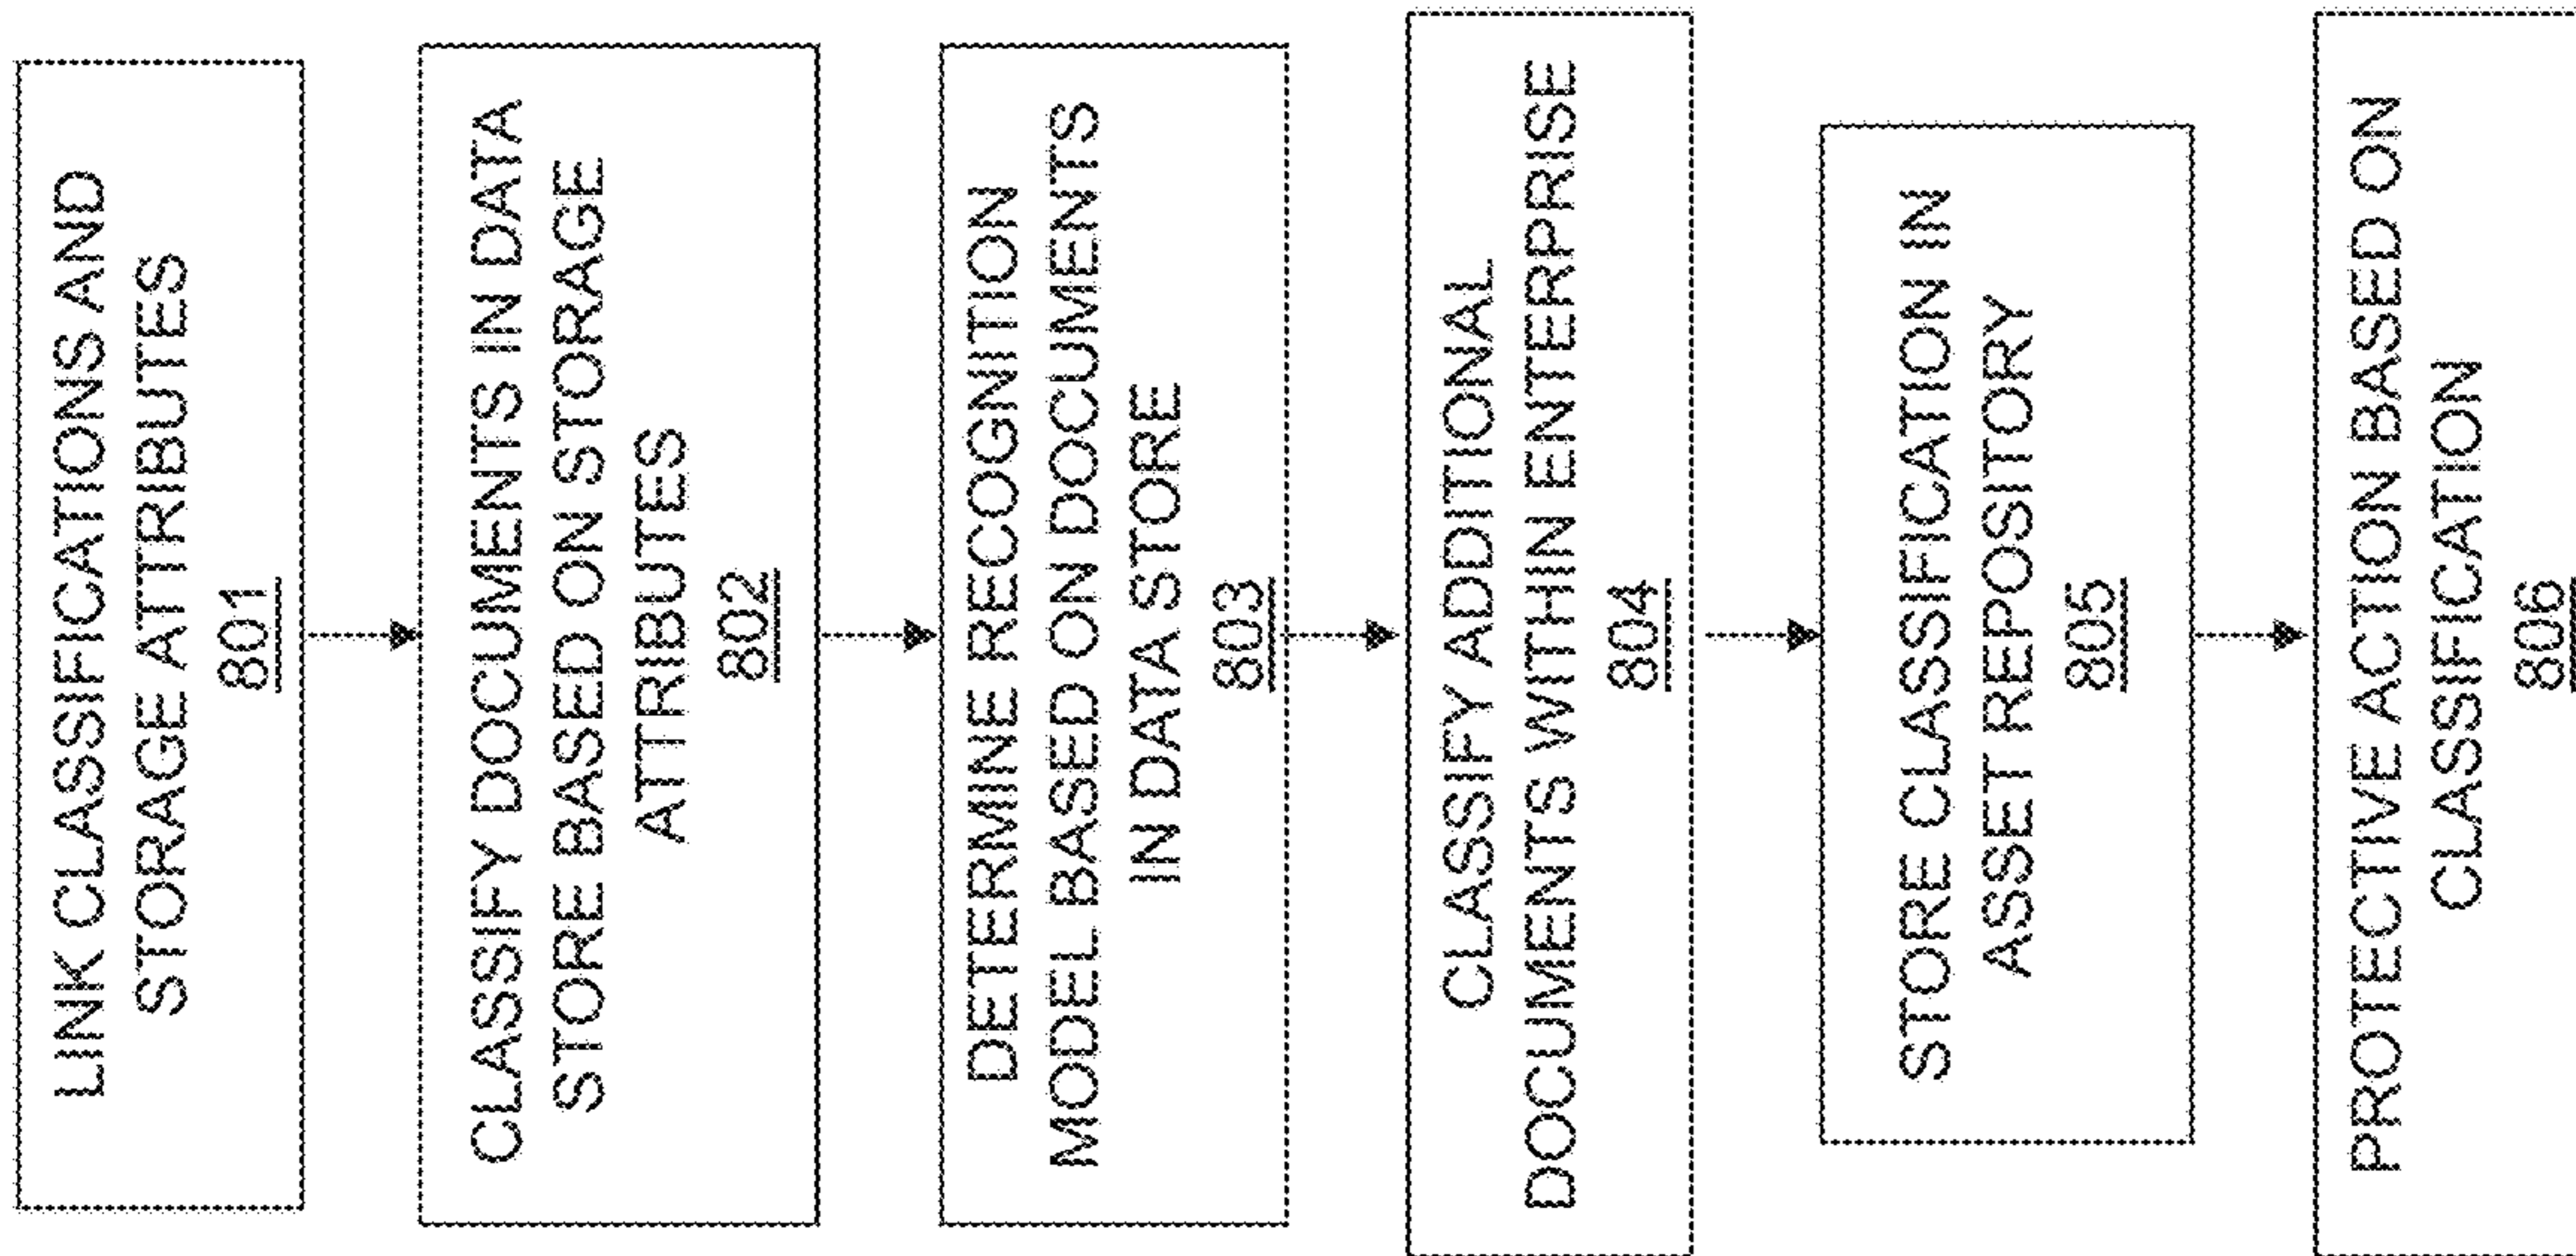 LINK CLASSIFICATIONS AND
STORAGE ATTRIBUTES
801
CLASSIFY DOCUMENTS IN DATA
STORE BASED ON STORAGE
ATTRIBUTES
802
DETERMINE RECOGNITION
MODEL BASED ON DOCUMENTS
IN DATA STORE
803
CLASSIFY ADDITIONAL
DOCUMENTS WITHIN ENTERPRISE
804
STORE CLASSIFICATION IN
ASSET REPOSITORY
805
PROTECTIVE ACTION BASED ON
CLASSIFICATION
806